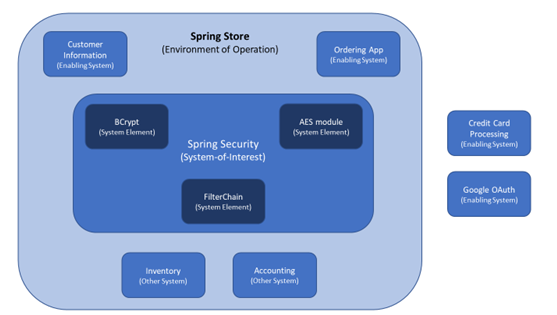 Spring Store
(Environment of Operation)
Customer
Information
(Enabling System)
Ordering App
(Enabling System)
BCrypt
(System Element)
AES module
(System Element)
Spring Security
(System-of-Interest)
FilterChain
(System Element)
Credit Card
Processing
(Enabling System)
Google OAuth
(Enabling System)
Inventory
(Other System)
Accounting
(Other System)